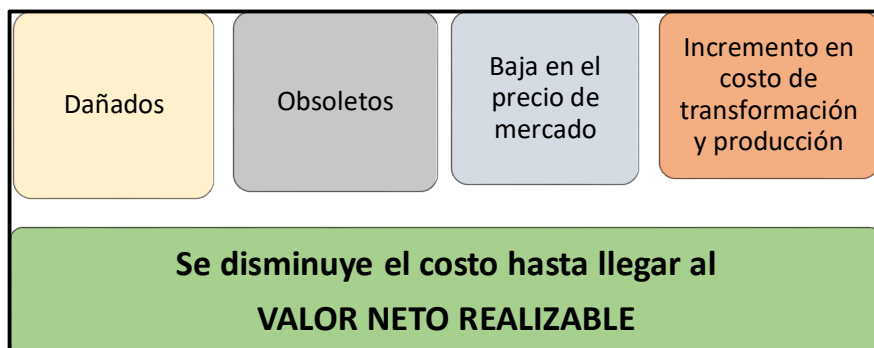 Dañados
Obsoletos
Baja en el
precio de
mercado
Incremento en
costo de
transformación
y producción
Se disminuye el costo hasta llegar al
VALOR NETO REALIZABLE